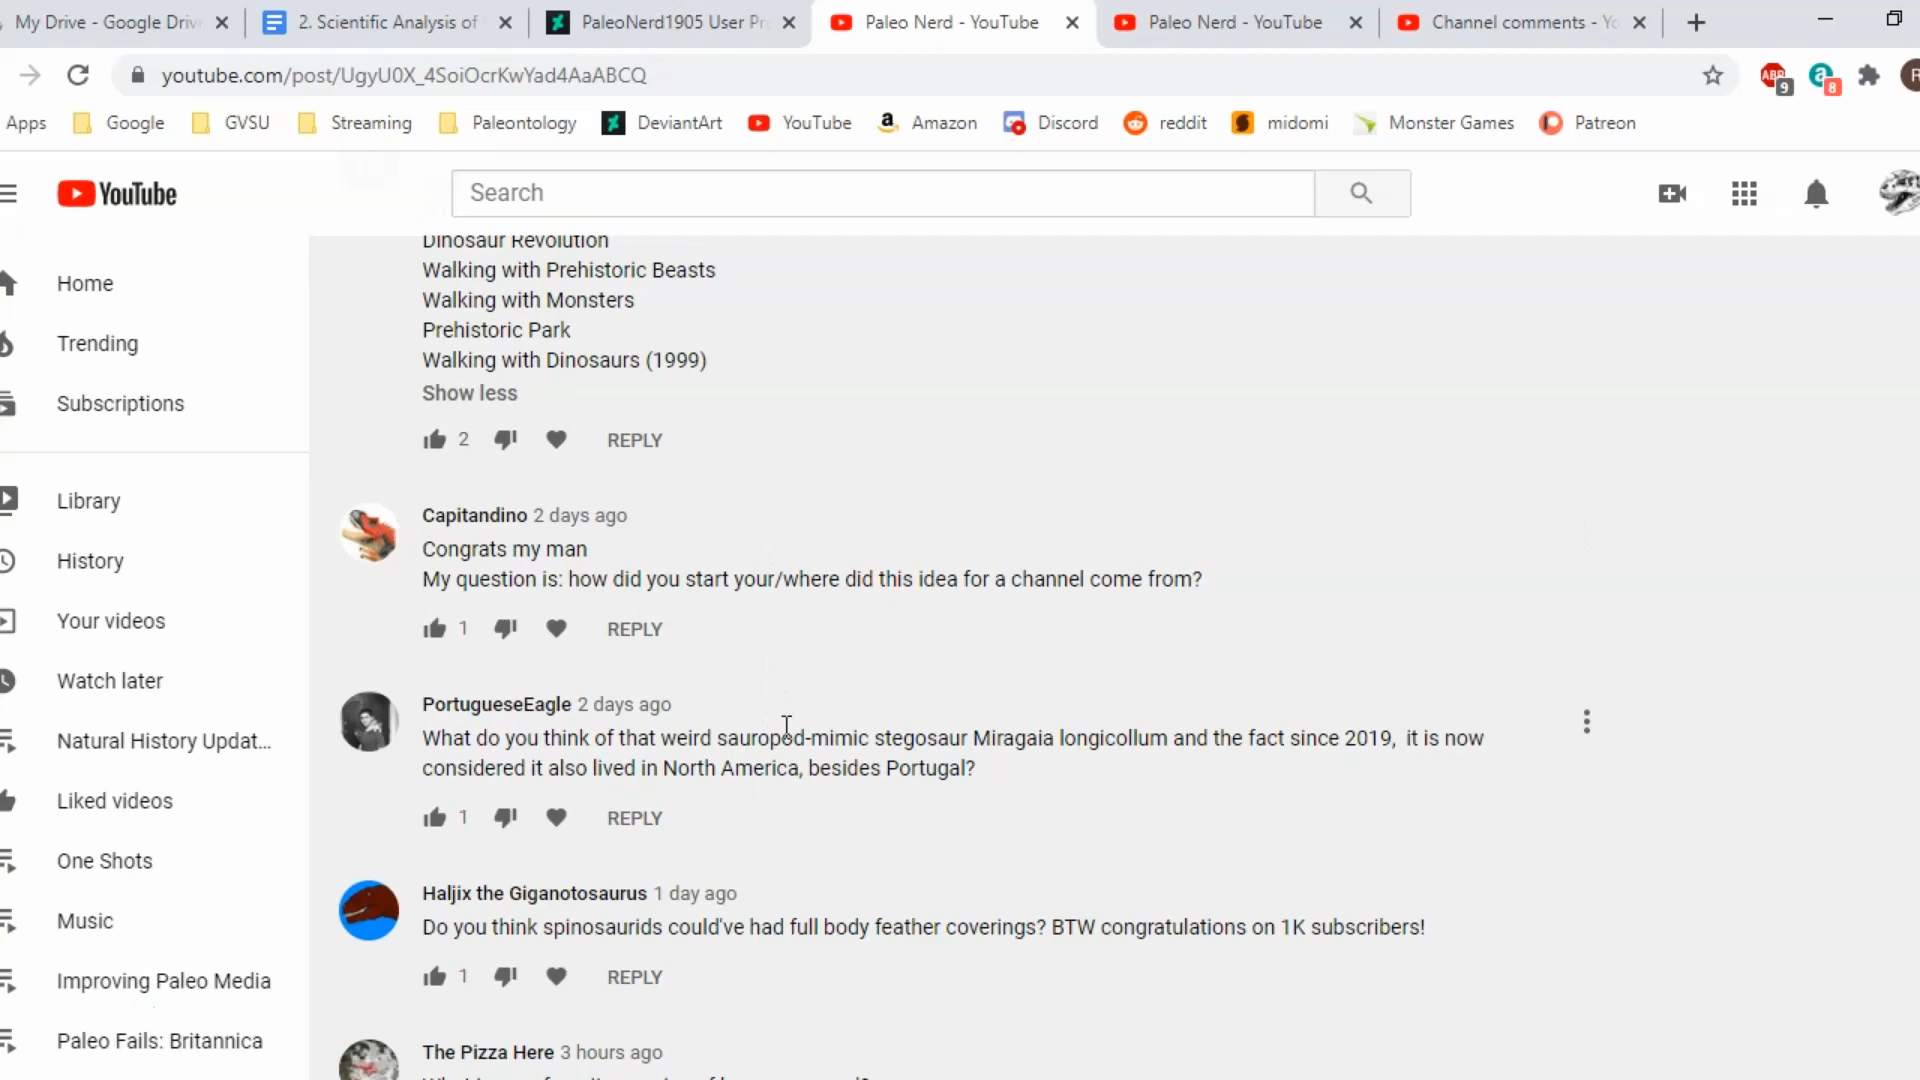 My Drive - Google Driv
2. Scientific Analysis of
PaleoNerd1905 User Pr
Paleo Nerd - YouTube
Paleo Nerd - YouTube
Channel comments - Yo
youtube.com/post/UgyU0X_4SoiOcrKwYad4AaABCQ
ABP
9
a
8
R
Apps
Google
GVSU
Streaming
Paleontology
DeviantArt
YouTube
Amazon
Discord
reddit
midomi
Monster Games
Patreon
YouTube
Search
Home
Trending
Subscriptions
Library
History
Your videos
Watch later
Natural History Updat...
Liked videos
One Shots
Music
Improving Paleo Media
Paleo Fails: Britannica
Dinosaur Revolution
Walking with Prehistoric Beasts
Walking with Monsters
Prehistoric Park
Walking with Dinosaurs (1999)
Show less
2 REPLY
Capitandino 2 days ago
Congrats my man
My question is: how did you start your/where did this idea for a channel come from?
1 REPLY
PortugueseEagle 2 days ago
What do you think of that weird sauropod-mimic stegosaur Miragaia longicollum and the fact since 2019, it is now
considered it also lived in North America, besides Portugal?
1 REPLY
Haljix the Giganotosaurus 1 day ago
Do you think spinosaurids could've had full body feather coverings? BTW congratulations on 1K subscribers!
1 REPLY
The Pizza Here 3 hours ago